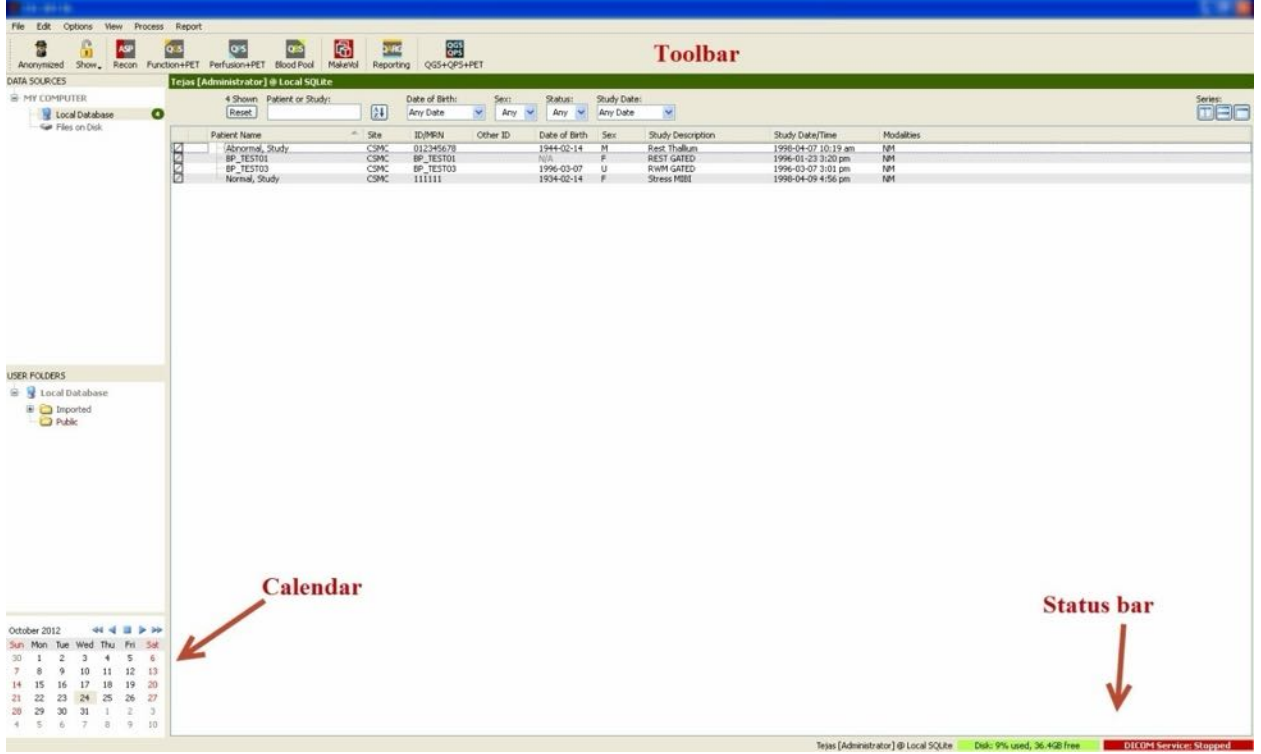 File Edit Options View Process Report
ASP QGS QPS QBS QARG QGS QPS
Anonymized Show Recon Function+PET Perfusion+PET Blood Pool MakeVol Reporting QGS+QPS+PET
Toolbar
DATA SOURCES
Tejas [Administrator] @ Local SQLite
MY COMPUTER
Local Database 4
Files on Disk
4 Shown Patient or Study: Date of Birth: Sex: Status: Study Date: Series:
Reset Any Date Any Any Any Date
Patient Name Site ID/MRN Other ID Date of Birth Sex Study Description Study Date/Time Modalities
Abnormal, Study CSMC 012345678 1944-02-14 M Rest Thallium 1998-04-07 10:19 am NM
BP_TEST01 CSMC BP_TEST01 N/A F REST GATED 1996-01-23 3:20 pm NM
BP_TEST03 CSMC BP_TEST03 1996-03-07 U RWM GATED 1996-03-07 3:01 pm NM
Normal, Study CSMC 111111 1934-02-14 F Stress MIBI 1998-04-09 4:56 pm NM
USER FOLDERS
Local Database
Imported
Public
Calendar
Status bar
October 2012
Sun Mon Tue Wed Thu Fri Sat
30 1 2 3 4 5 6
7 8 9 10 11 12 13
14 15 16 17 18 19 20
21 22 23 24 25 26 27
28 29 30 31 1 2 3
4 5 6 7 8 9 10
Tejas [Administrator] @ Local SQLite Disk: 9% used, 36.4GB free DICOM Service: Stopped